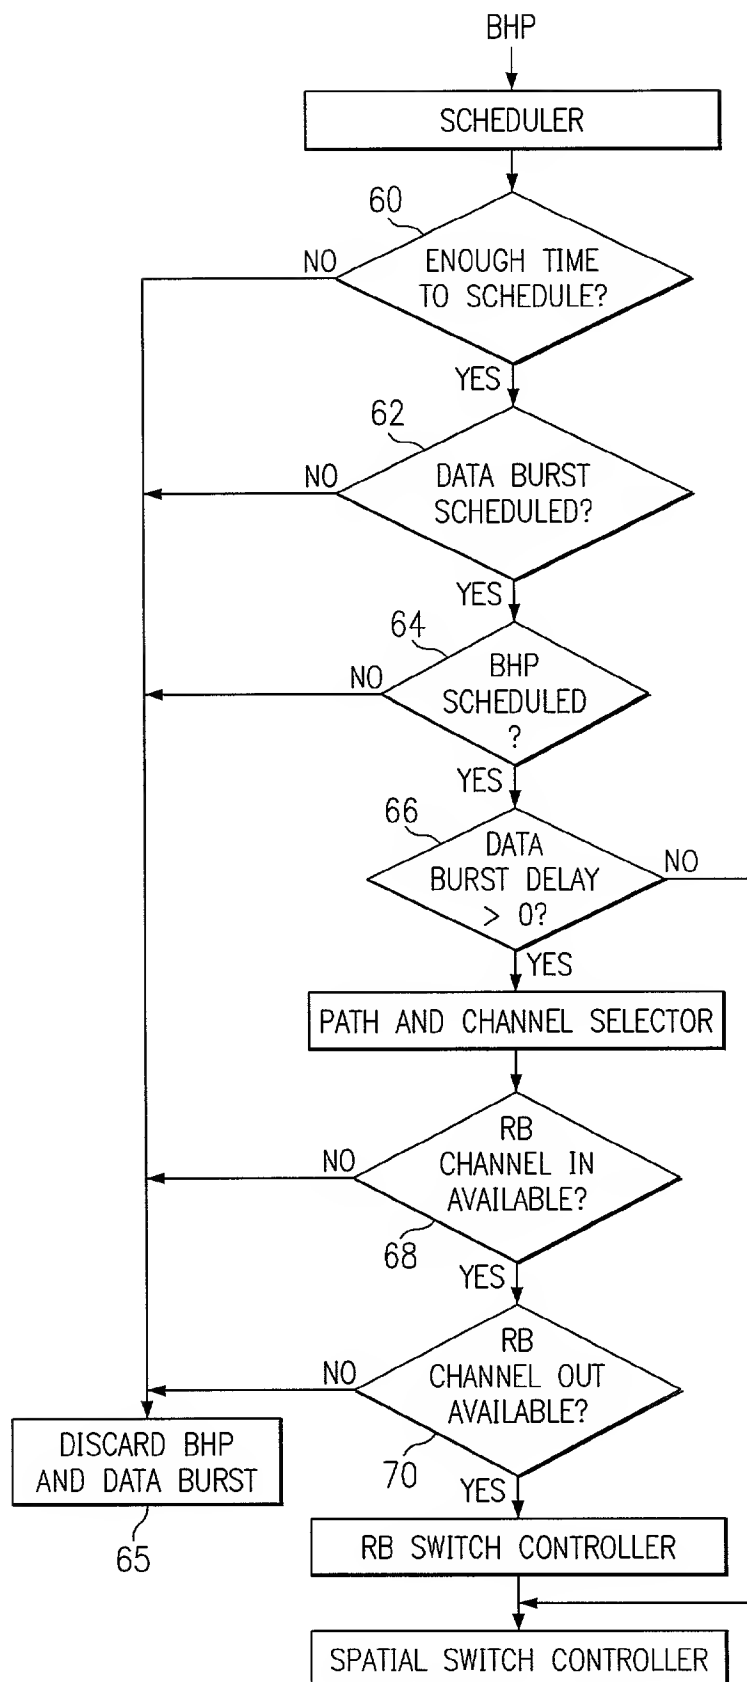 BHP
SCHEDULER
60
NO
ENOUGH TIME
TO SCHEDULE?
YES
62
NO
DATA BURST
SCHEDULED?
YES
64
NO
BHP
SCHEDULED
?
YES
66
DATA
BURST DELAY
> 0?
NO
YES
PATH AND CHANNEL SELECTOR
RB
CHANNEL IN
AVAILABLE?
NO
68
YES
RB
CHANNEL OUT
AVAILABLE?
NO
70
YES
DISCARD BHP
AND DATA BURST
65
RB SWITCH CONTROLLER
SPATIAL SWITCH CONTROLLER